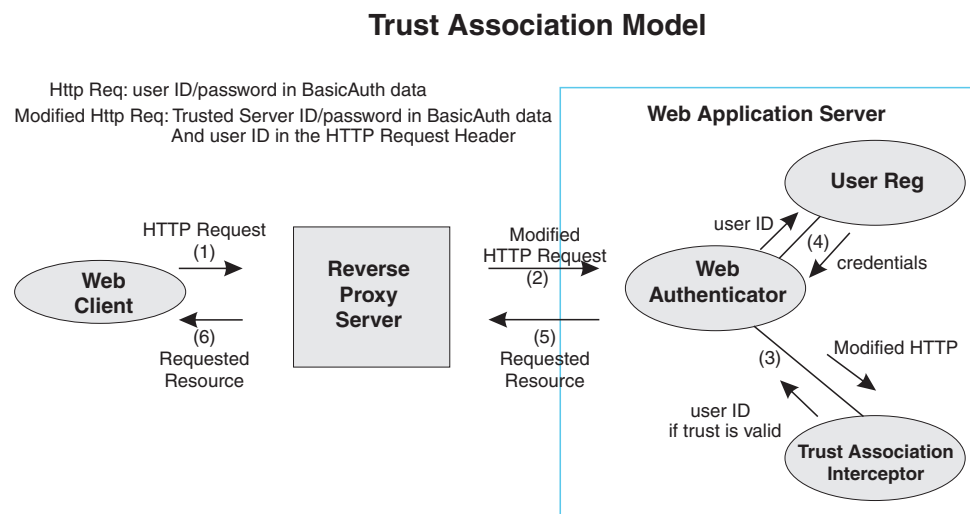 Trust Association Model
Http Req: user ID/password in BasicAuth data
Modified Http Req: Trusted Server ID/password in BasicAuth data
And user ID in the HTTP Request Header
Web Application Server
User Reg
user ID
(4)
credentials
HTTP Request
(1)
Modified
HTTP Request
(2)
Web
Client
Reverse
Proxy
Server
Web
Authenticator
(6)
Requested
Resource
(5)
Requested
Resource
(3)
Modified HTTP
user ID
if trust is valid
Trust Association
Interceptor